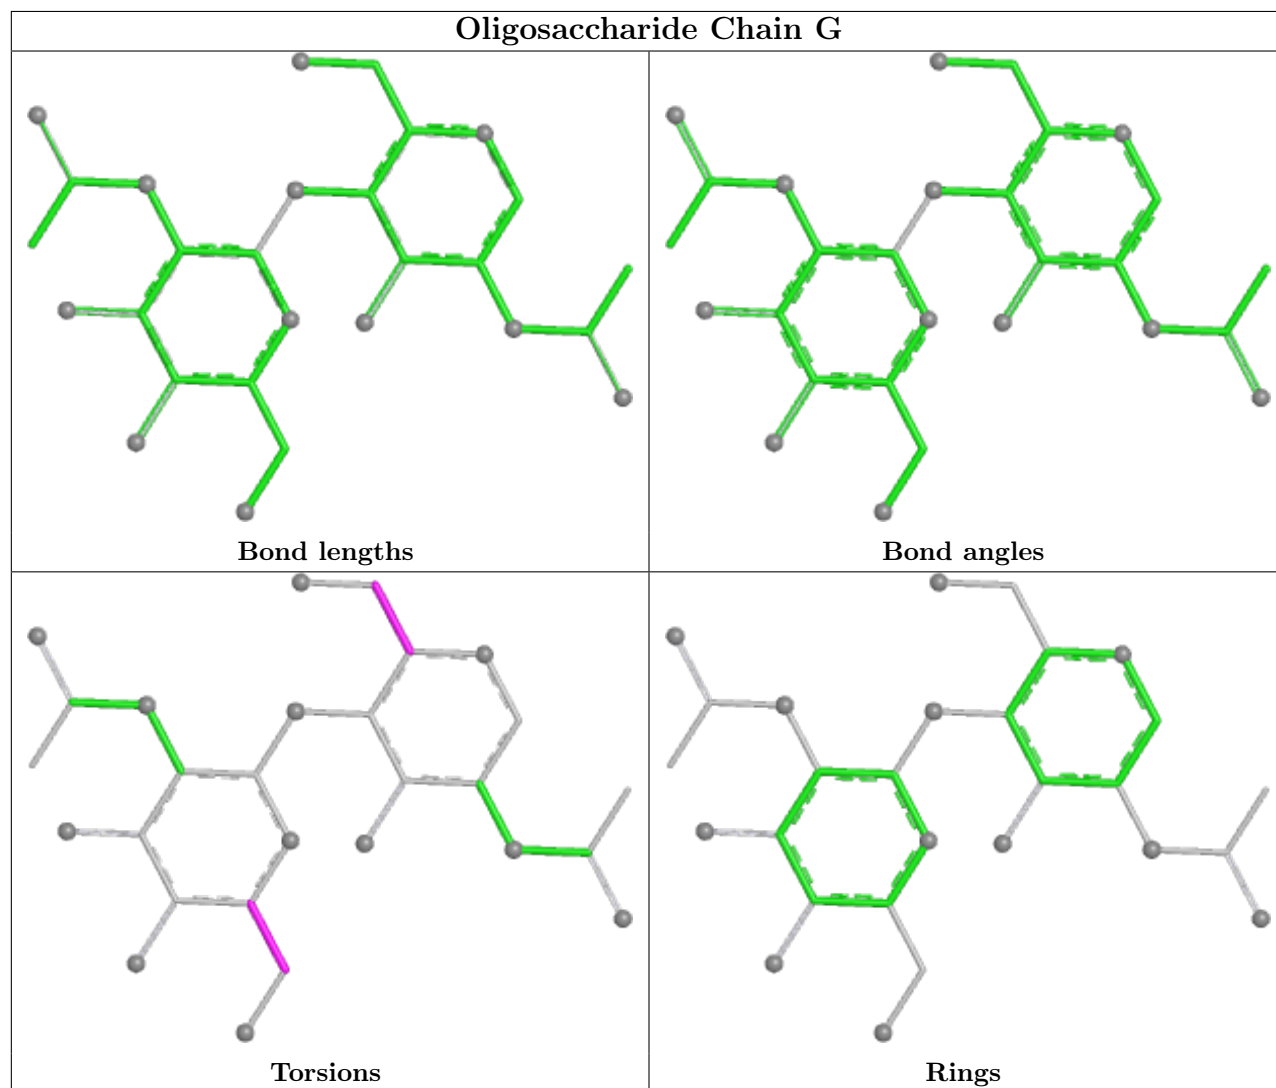 Oligosaccharide Chain G
Bond lengths
Bond angles
Torsions
Rings